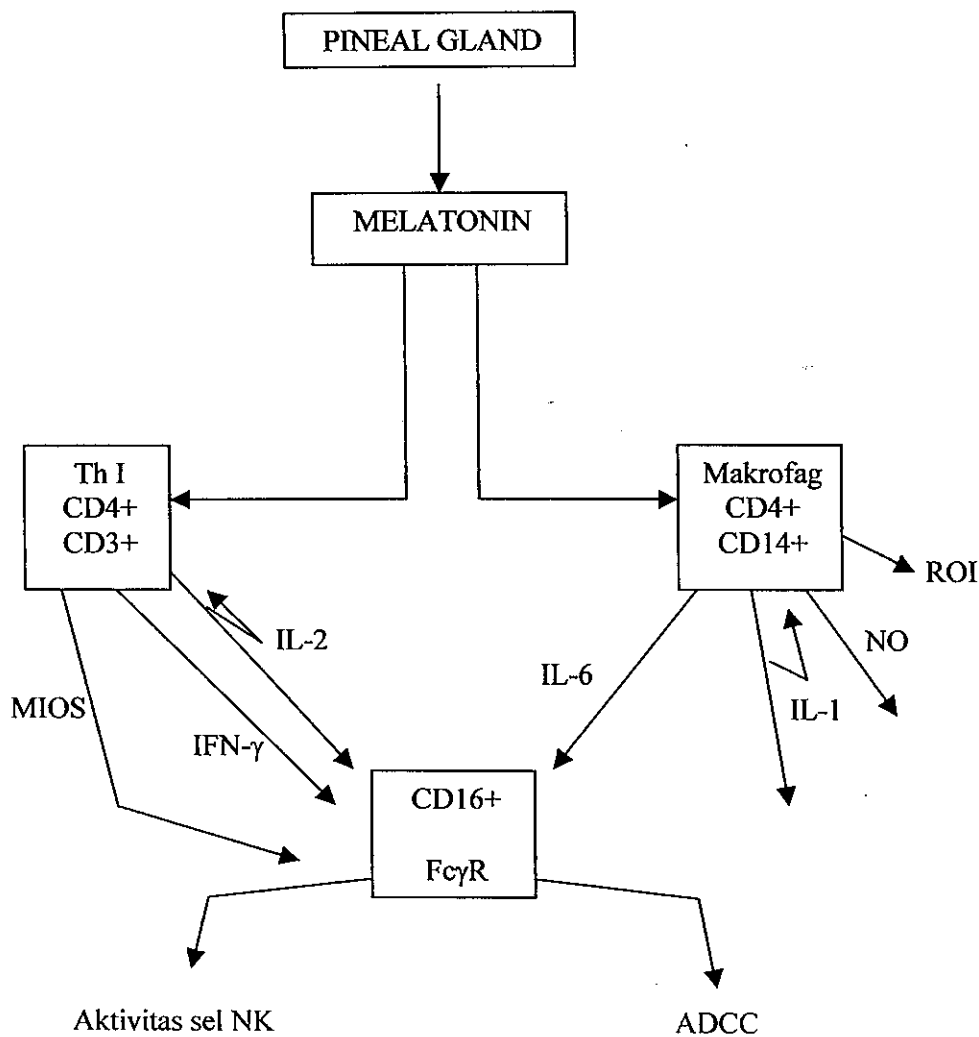 PINEAL GLAND
MELATONIN
Th I
CD4+
CD3+
Makrofag
CD4+
CD14+
ROI
IL-2
NO
IL-6
MIOS
IL-1
IFN-γ
CD16+
FcγR
Aktivitas sel NK
ADCC